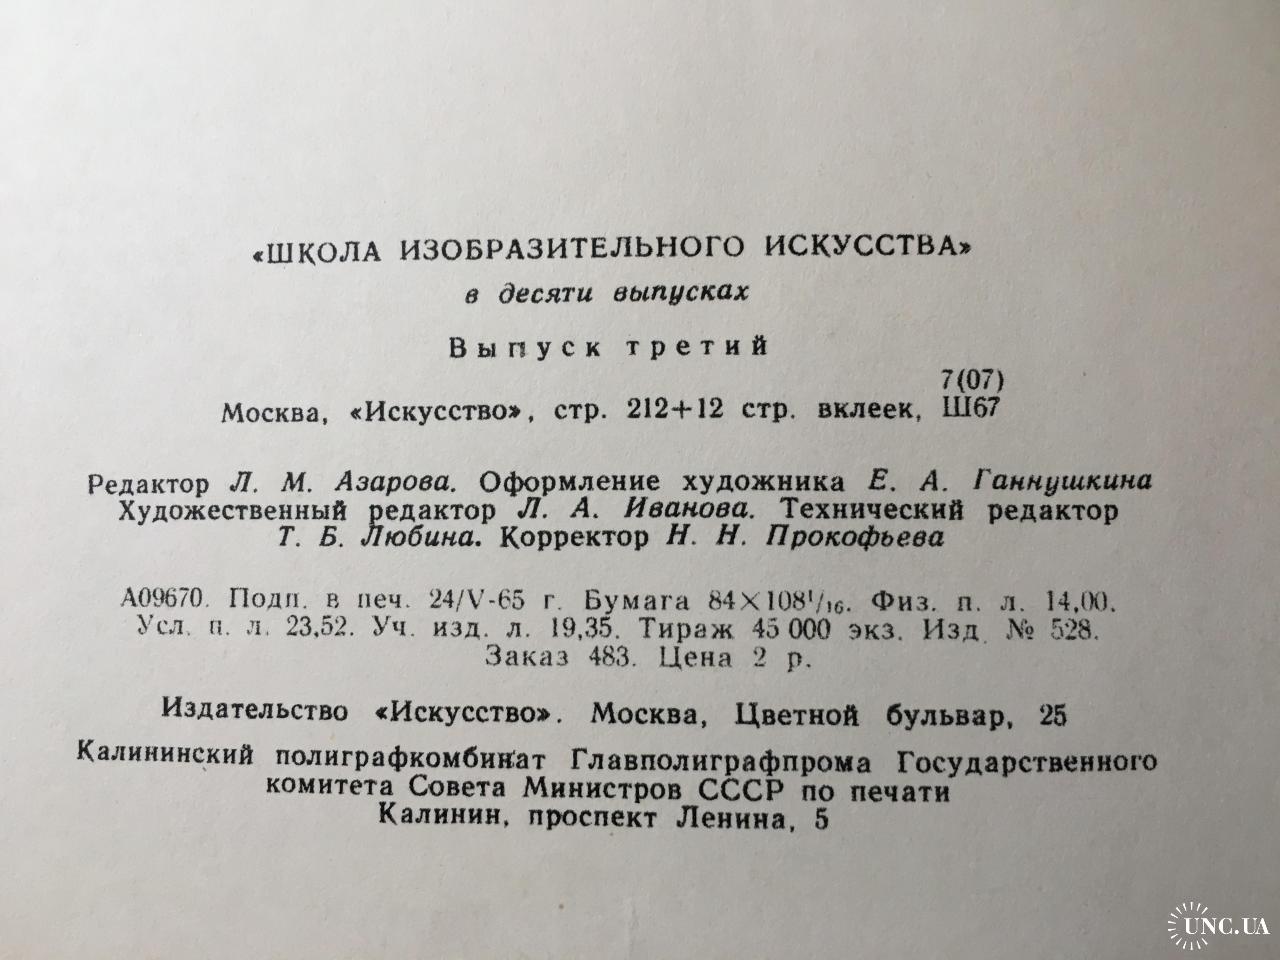 «ШКОЛА ИЗОБРАЗИТЕЛЬНОГО ИСКУССТВА»
в десяти выпусках
Выпуск третий
7(07)
Москва, «Искусство», стр. 212+12 стр. вклеек, Ш67
Редактор Л. М. Азарова. Оформление художника Е. А. Ганнушкина
Художественный редактор Л. А. Иванова. Технический редактор
Т. Б. Любина. Корректор Н. Н. Прокофьева
А09670. Подп. в печ. 24/V-65 г. Бумага 84×108¹/₁₆. Физ. п. л. 14,00.
Усл. п. л. 23,52. Уч. изд. л. 19,35. Тираж 45 000 экз. Изд. № 528.
Заказ 483. Цена 2 р.
Издательство «Искусство». Москва, Цветной бульвар, 25
Калининский полиграфкомбинат Главполиграфпрома Государственного
комитета Совета Министров СССР по печати
Калинин, проспект Ленина, 5
UNC.UA